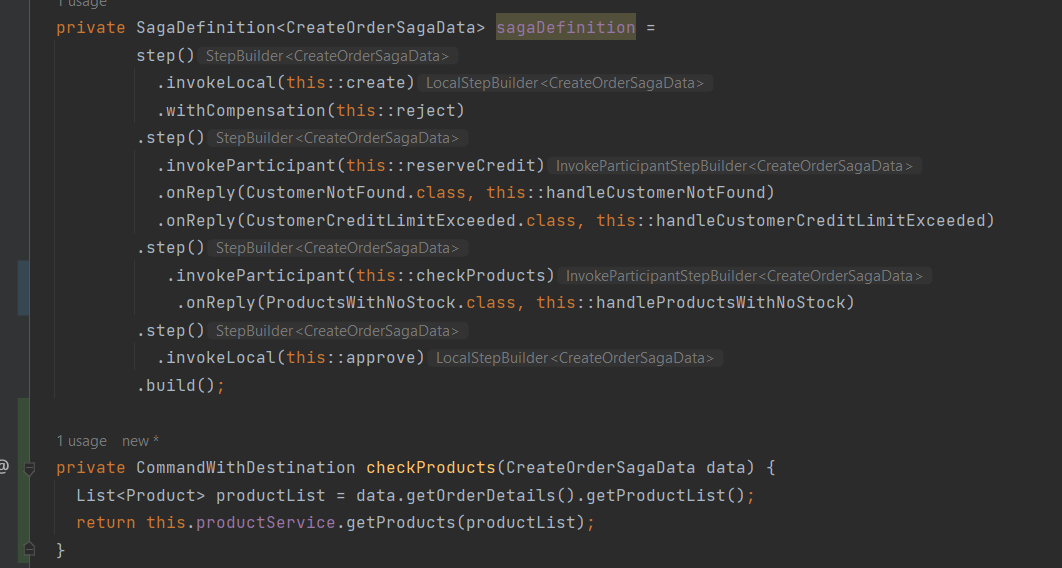 1 usage
private SagaDefinition<CreateOrderSagaData> sagaDefinition =
step() StepBuilder<CreateOrderSagaData>
.invokeLocal(this::create) LocalStepBuilder<CreateOrderSagaData>
.withCompensation(this::reject)
.step() StepBuilder<CreateOrderSagaData>
.invokeParticipant(this::reserveCredit) InvokeParticipantStepBuilder<CreateOrderSagaData>
.onReply(CustomerNotFound.class, this::handleCustomerNotFound)
.onReply(CustomerCreditLimitExceeded.class, this::handleCustomerCreditLimitExceeded)
.step() StepBuilder<CreateOrderSagaData>
.invokeParticipant(this::checkProducts) InvokeParticipantStepBuilder<CreateOrderSagaData>
.onReply(ProductsWithNoStock.class, this::handleProductsWithNoStock)
.step() StepBuilder<CreateOrderSagaData>
.invokeLocal(this::approve) LocalStepBuilder<CreateOrderSagaData>
.build();
1 usage new *
@ private CommandWithDestination checkProducts(CreateOrderSagaData data) {
List<Product> productList = data.getOrderDetails().getProductList();
return this.productService.getProducts(productList);
}